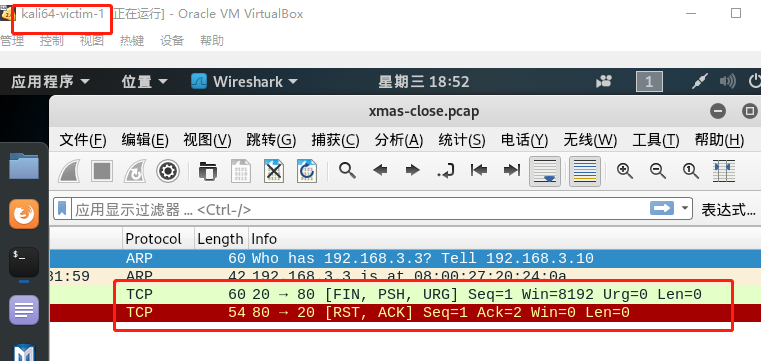 kali64-victim-1 [正在运行] - Oracle VM VirtualBox
管理 控制 视图 热键 设备 帮助
应用程序 位置 Wireshark 星期三 18:52 1
xmas-close.pcap
文件(F) 编辑(E) 视图(V) 跳转(G) 捕获(C) 分析(A) 统计(S) 电话(Y) 无线(W) 工具(T) 帮助(H)
应用显示过滤器 … <Ctrl-/> 表达式…
Protocol Length Info
ARP 60 Who has 192.168.3.3? Tell 192.168.3.10
31:59 ARP 42 192.168.3.3 is at 08:00:27:20:24:0a
TCP 60 20 → 80 [FIN, PSH, URG] Seq=1 Win=8192 Urg=0 Len=0
TCP 54 80 → 20 [RST, ACK] Seq=1 Ack=2 Win=0 Len=0